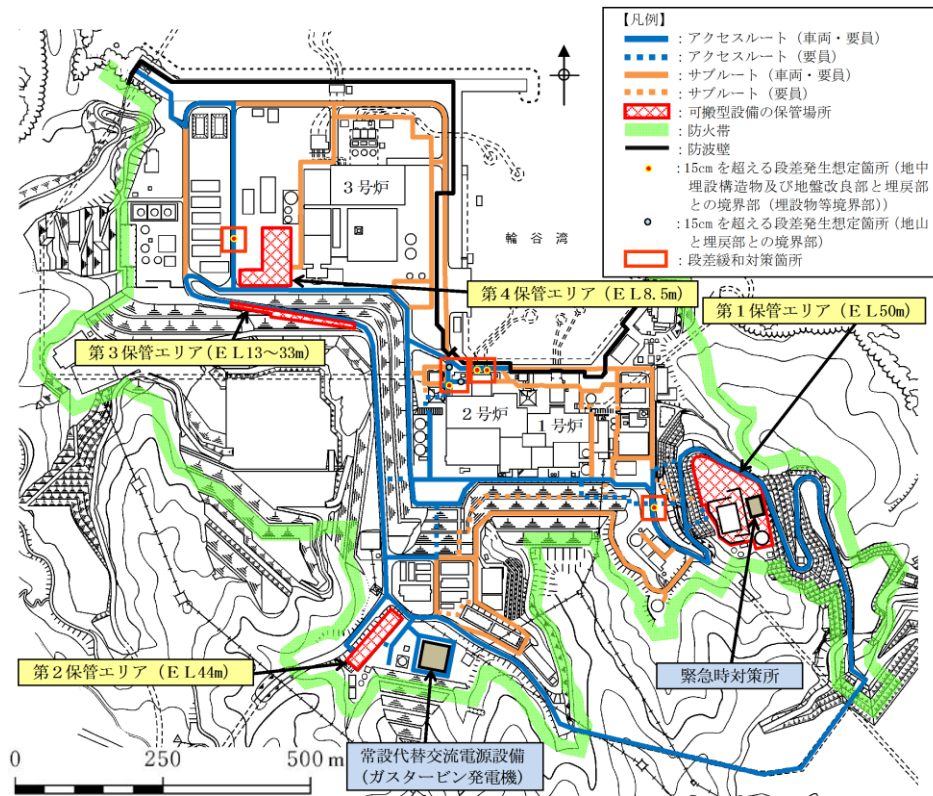 【凡例】
：アクセスルート（車両・要員）
：アクセスルート（要員）
：サブルート（車両・要員）
：サブルート（要員）
：可搬型設備の保管場所
：防火帯
：防波壁
：15cmを超える段差発生想定箇所（地中
埋設構造物及び地盤改良部と埋戻部
との境界部（埋設物等境界部））
：15cmを超える段差発生想定箇所（地山
と埋戻部との境界部）
：段差緩和対策箇所
3号炉
輪谷湾
第4保管エリア（EL8.5m）
第1保管エリア（EL50m）
第3保管エリア（EL13～33m）
2号炉
1号炉
第2保管エリア（EL44m）
緊急時対策所
常設代替交流電源設備
（ガスタービン発電機）
0 250 500 m